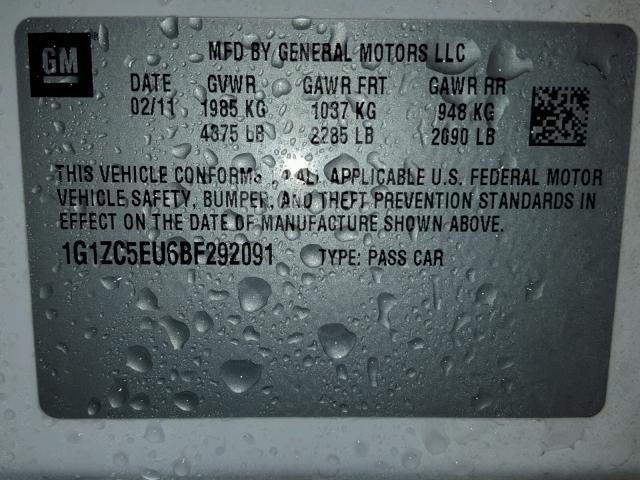 GM
MFD BY GENERAL MOTORS LLC
DATE GVWR GAWR FRT GAWR RR
02/11 1985 KG 1037 KG 948 KG
4375 LB 2285 LB 2090 LB
THIS VEHICLE CONFORMS ALL APPLICABLE U.S. FEDERAL MOTOR
VEHICLE SAFETY, BUMPER, AND THEFT PREVENTION STANDARDS IN
EFFECT ON THE DATE OF MANUFACTURE SHOWN ABOVE.
1G1ZC5EU6BF292091 TYPE: PASS CAR